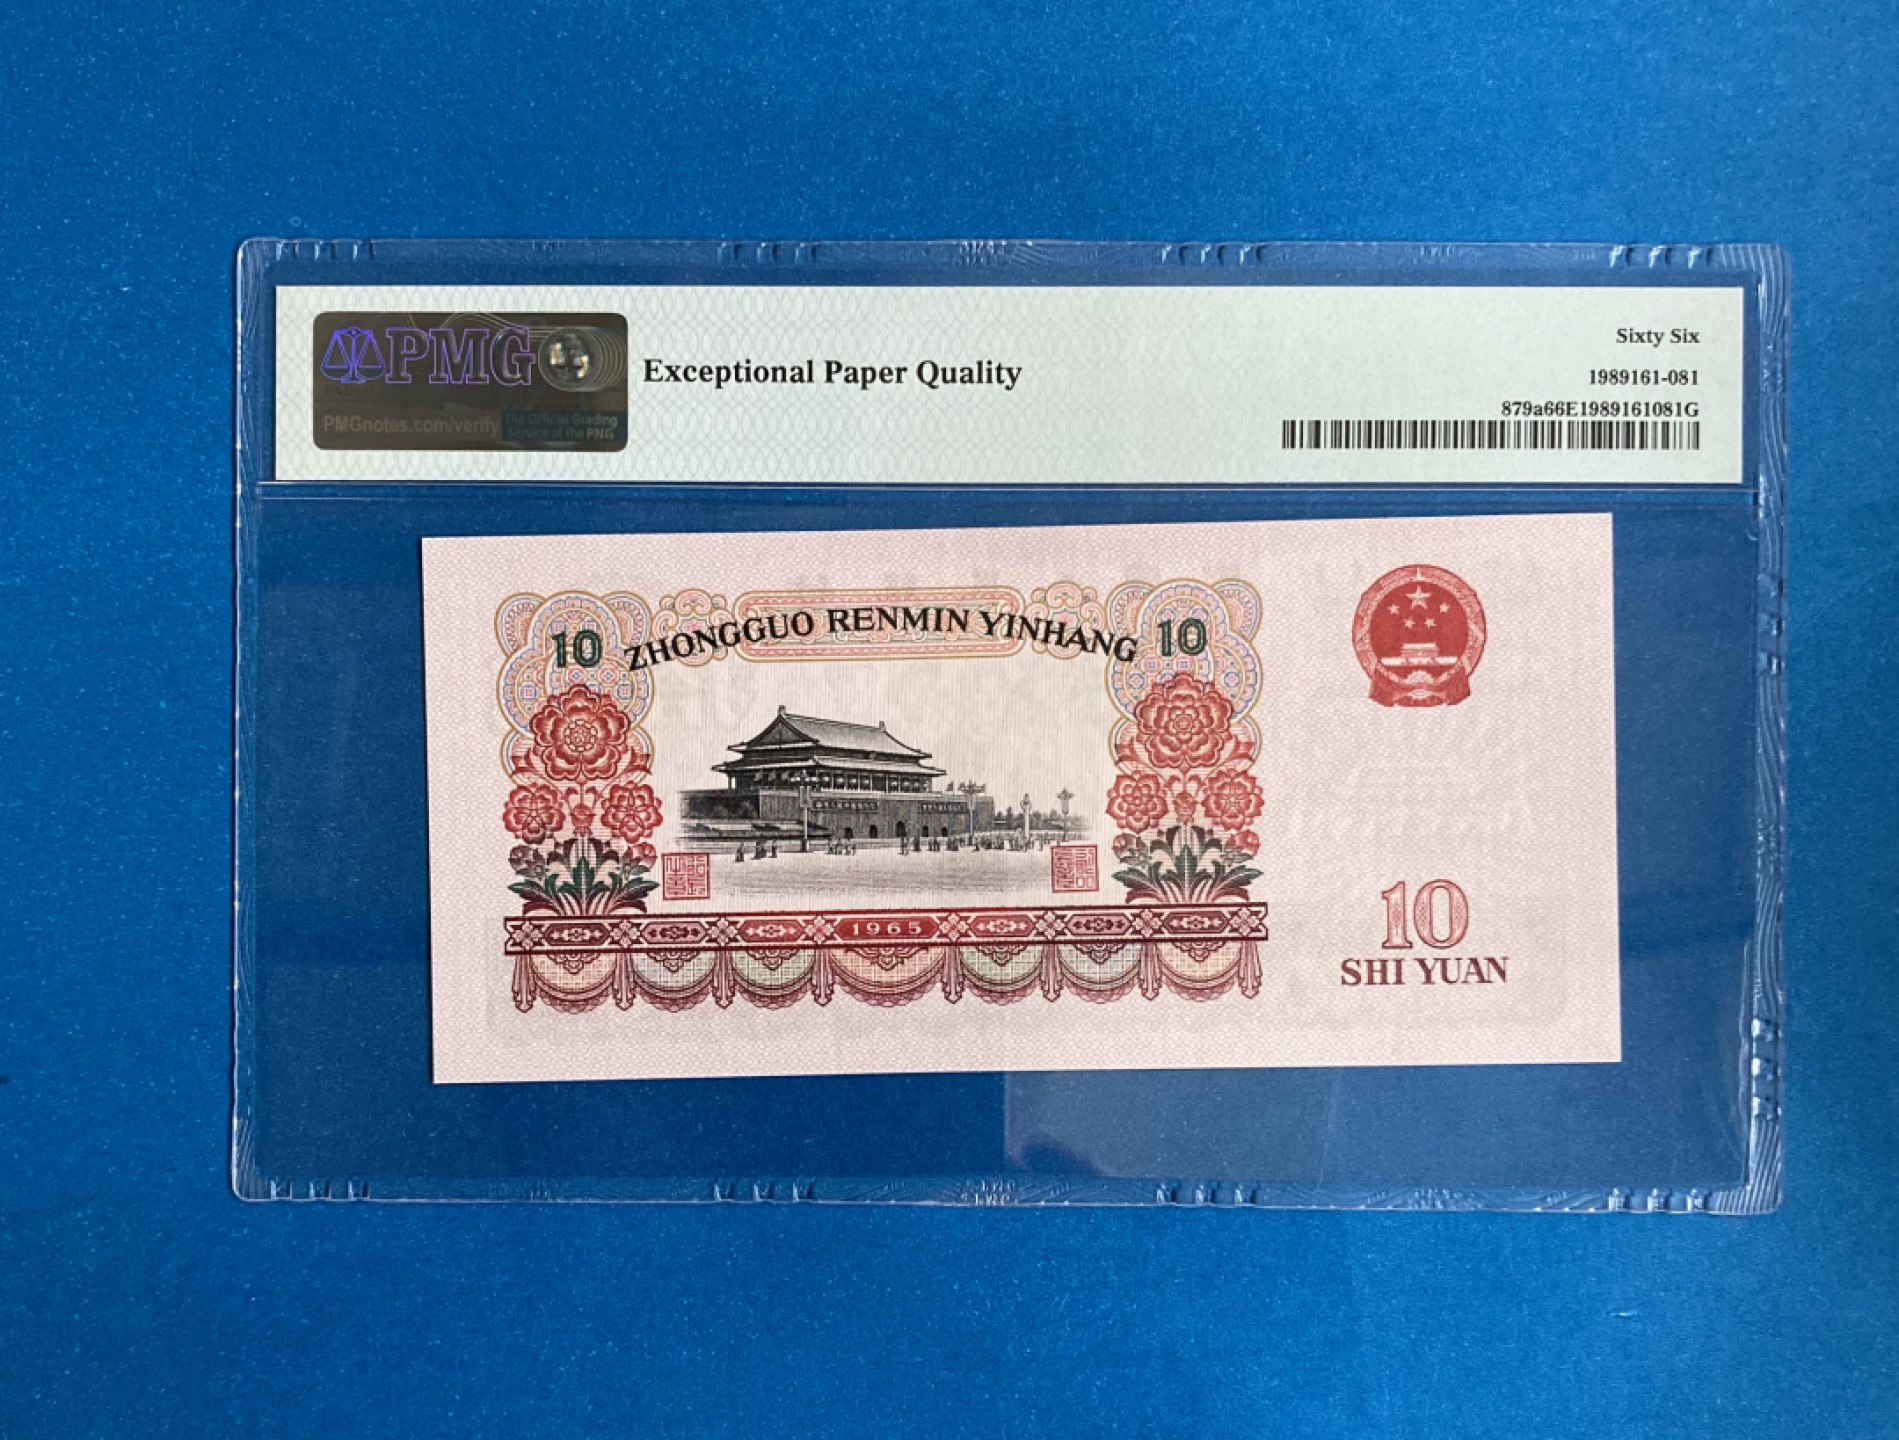 PMG
PMGnotes.com/verify
The Official Grading
Service of the PNG
Exceptional Paper Quality
Sixty Six
1989161-081
879a66E1989161081G
10 ZHONGGUO RENMIN YINHANG 10
1965
10
SHI YUAN